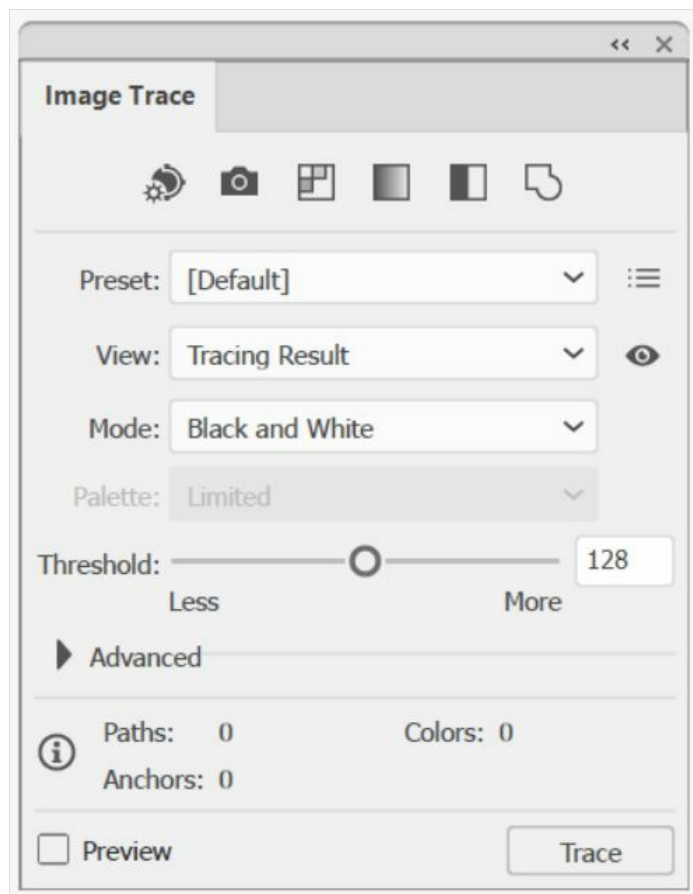 Image Trace
Preset: [Default]
View: Tracing Result
Mode: Black and White
Palette: Limited
Threshold: 128
Less More
Advanced
Paths: 0 Colors: 0
Anchors: 0
Preview Trace